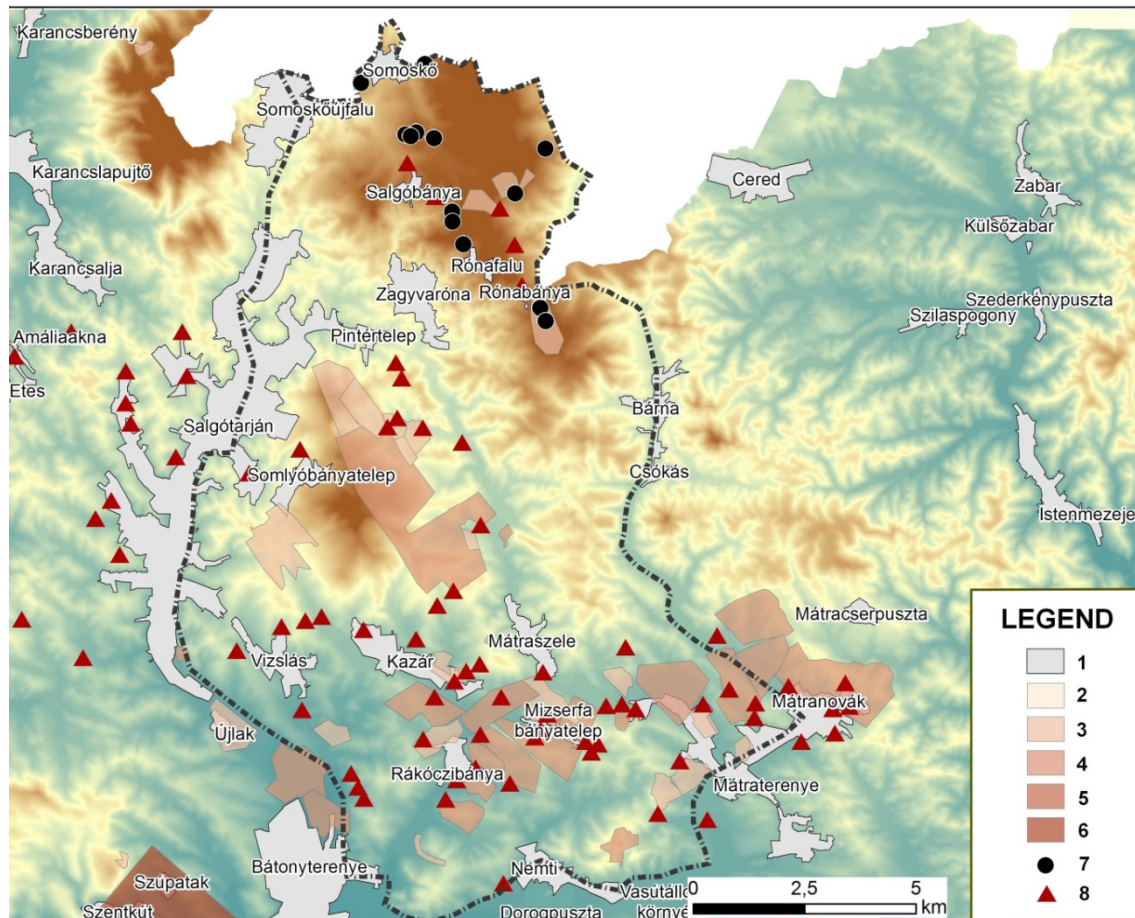 Karancsberény
Somoskő
Somoskőújfalu
Karancslapujtő
Salgóbánya
Cered
Zabar
Külsőzabar
Karancsalja
Rónafalu
Zagyvaróna
Rónabánya
Szederkénypuszta
Szilaspogony
Amáliaakna
Pintértelep
Etes
Bárna
Salgótarján
Somlyóbányatelep
Csókás
Istenmezeje
Mátracserpuszta
Mátraszele
Vizslás
Kazár
Mátranovák
Mizserfa
bányatelep
Újlak
Rákóczibánya
Mátraterenye
Bátonyterenye
Nemti
Szúpatak
Vasútálló
Szentkút
Dorogpuszta
környé
LEGEND
1
2
3
4
5
6
7
8
0 2,5 5
km